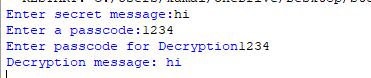 Enter secret message:hi
Enter a passcode:1234
Enter passcode for Decryption1234
Decryption message: hi